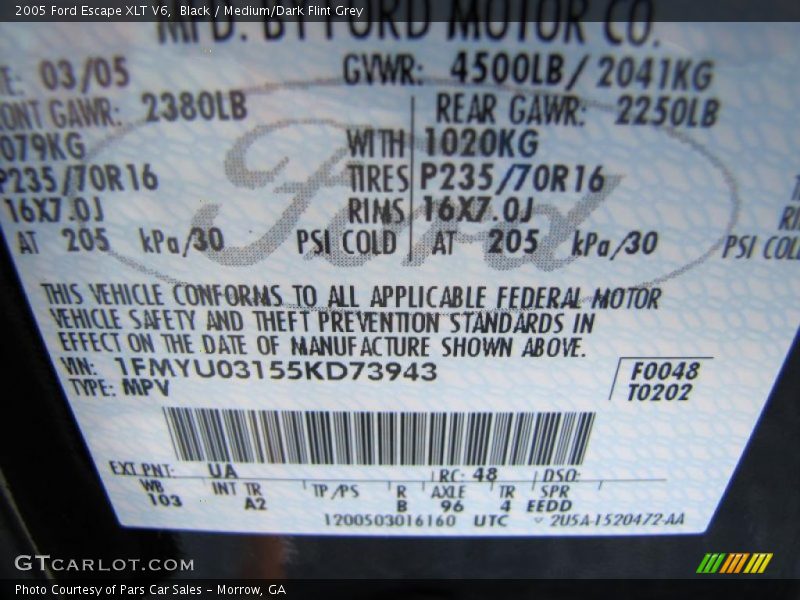 2005 Ford Escape XLT V6, Black / Medium/Dark Flint Grey
MFD. BY FORD MOTOR CO.
TE: 03/05 GVWR: 4500LB/ 2041KG
ONT GAWR: 2380LB REAR GAWR: 2250LB
079KG WITH 1020KG
P235/70R16 TIRES P235/70R16 T
16X7.0J RIMS 16X7.0J RI
AT 205 kPa/30 PSI COLD AT 205 kPa/30 PSI COL
Ford
THIS VEHICLE CONFORMS TO ALL APPLICABLE FEDERAL MOTOR
VEHICLE SAFETY AND THEFT PREVENTION STANDARDS IN
EFFECT ON THE DATE OF MANUFACTURE SHOWN ABOVE.
VIN: 1FMYU03155KD73943 F0048
TYPE: MPV T0202
EXT PNT: UA RC: 48 DSO:
WB INT TR TP/PS R AXLE TR SPR
103 A2 B 96 4 EEDD
1200503016160 UTC 2U5A-1520472-AA
GTCARLOT.COM
Photo Courtesy of Pars Car Sales - Morrow, GA